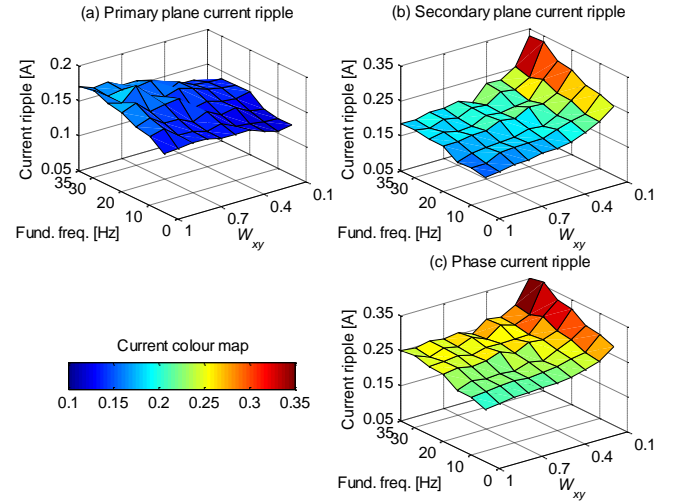 (a) Primary plane current ripple
Current ripple [A]
0.2
0.15
0.1
0.05
35
30
20
10
0
Fund. freq. [Hz]
1
0.7
0.4
0.1
Wxy
(b) Secondary plane current ripple
Current ripple [A]
0.35
0.25
0.15
0.05
35
30
20
10
0
Fund. freq. [Hz]
1
0.7
0.4
0.1
Wxy
(c) Phase current ripple
Current ripple [A]
0.35
0.25
0.15
0.05
35
30
20
10
0
Fund. freq. [Hz]
1
0.7
0.4
0.1
Wxy
Current colour map
0.1 0.15 0.2 0.25 0.3 0.35